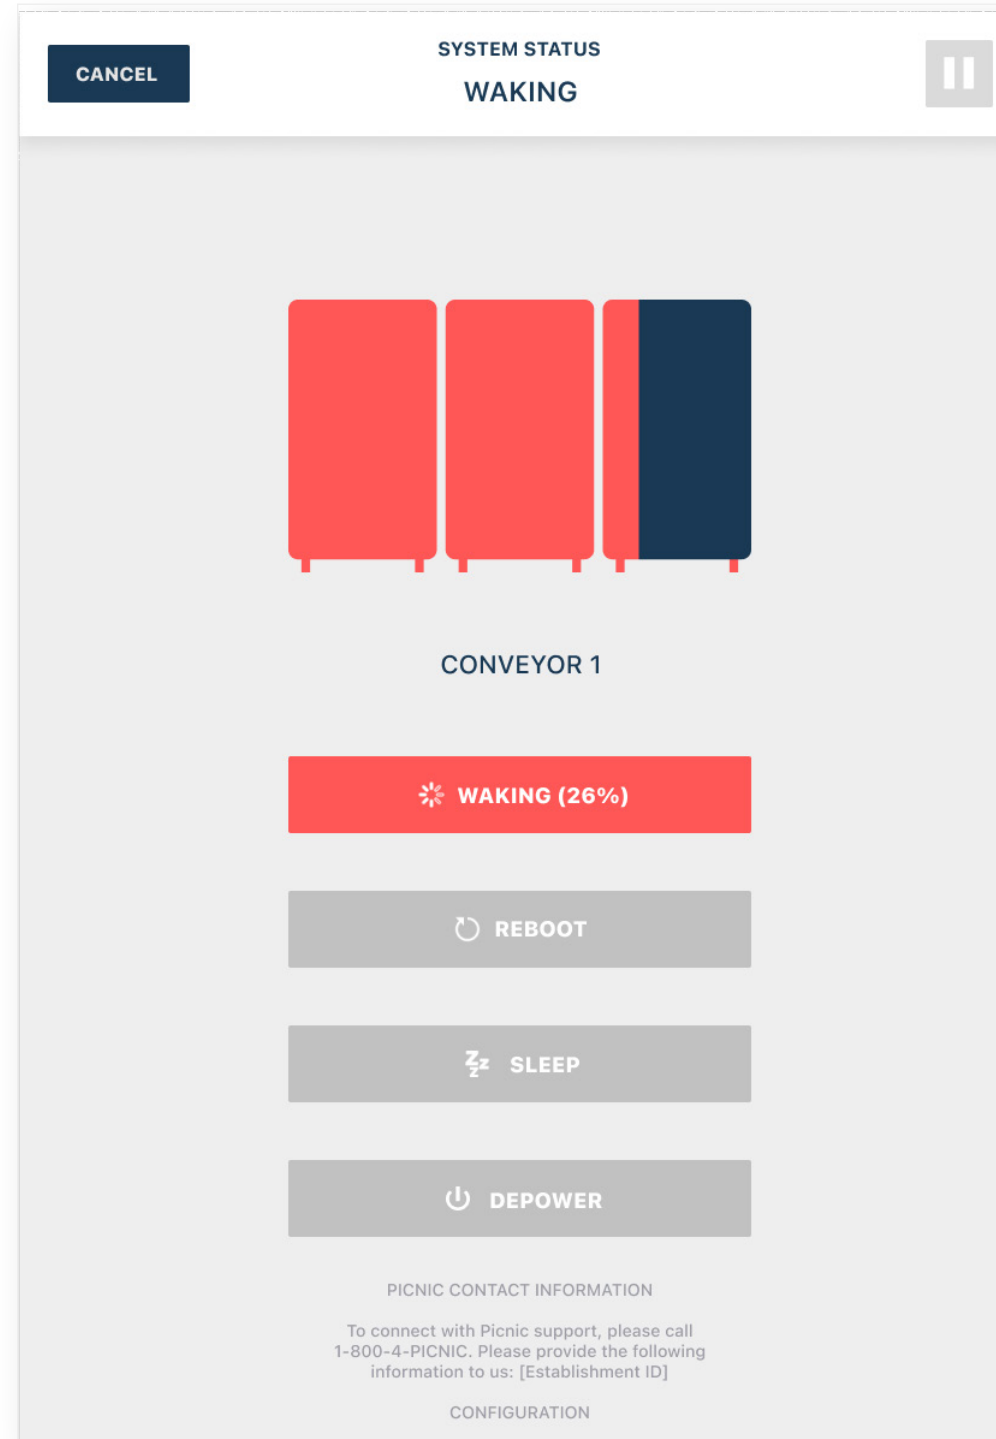 CANCEL
SYSTEM STATUS
WAKING
CONVEYOR 1
WAKING (26%)
REBOOT
SLEEP
DEPOWER
PICNIC CONTACT INFORMATION
To connect with Picnic support, please call
1-800-4-PICNIC. Please provide the following
information to us: [Establishment ID]
CONFIGURATION